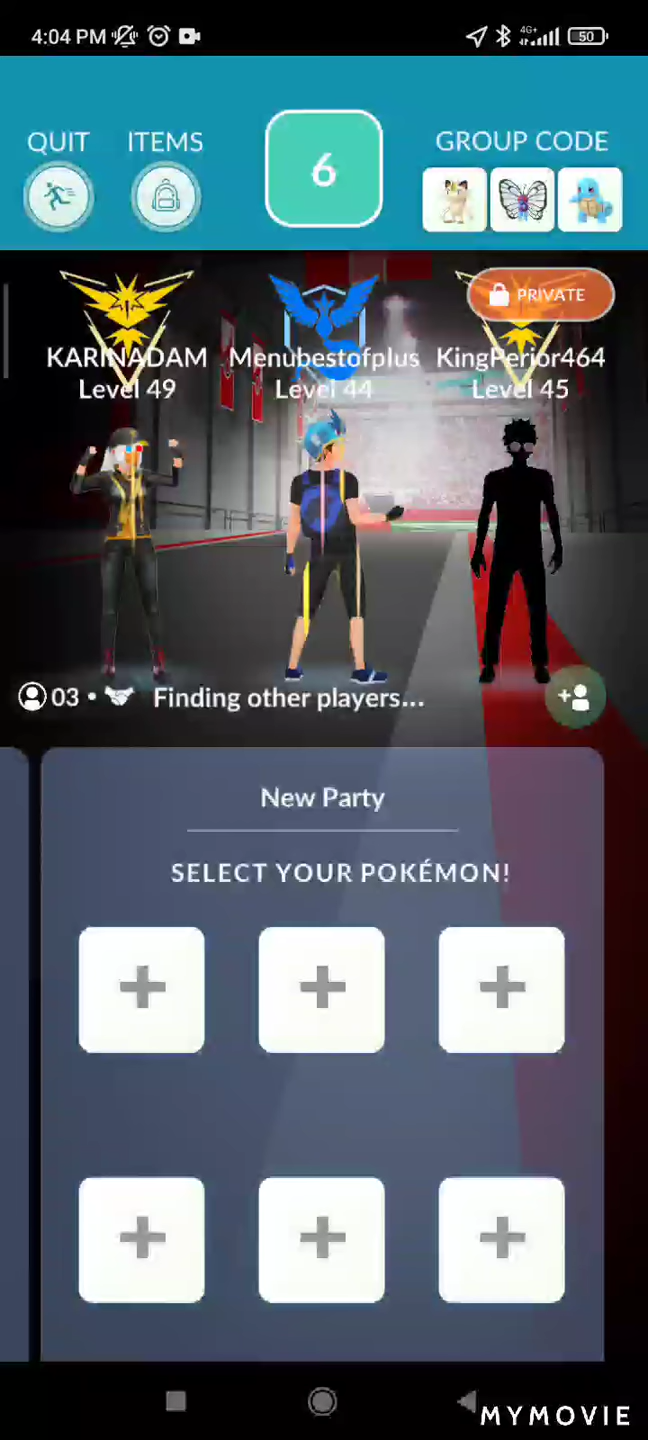 4:04 PM
4G+
50
QUIT
ITEMS
6
GROUP CODE
PRIVATE
KARINADAM
Level 49
Menubestofplus
Level 44
KingPerior464
Level 45
03 • Finding other players...
New Party
SELECT YOUR POKÉMON!
MYMOVIE